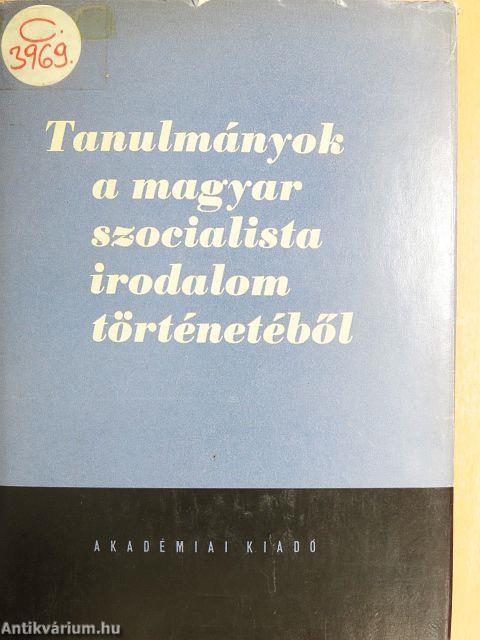 C.
3969.
Tanulmányok
a magyar
szocialista
irodalom
történetéből
AKADÉMIAI KIADÓ
Antikvárium.hu